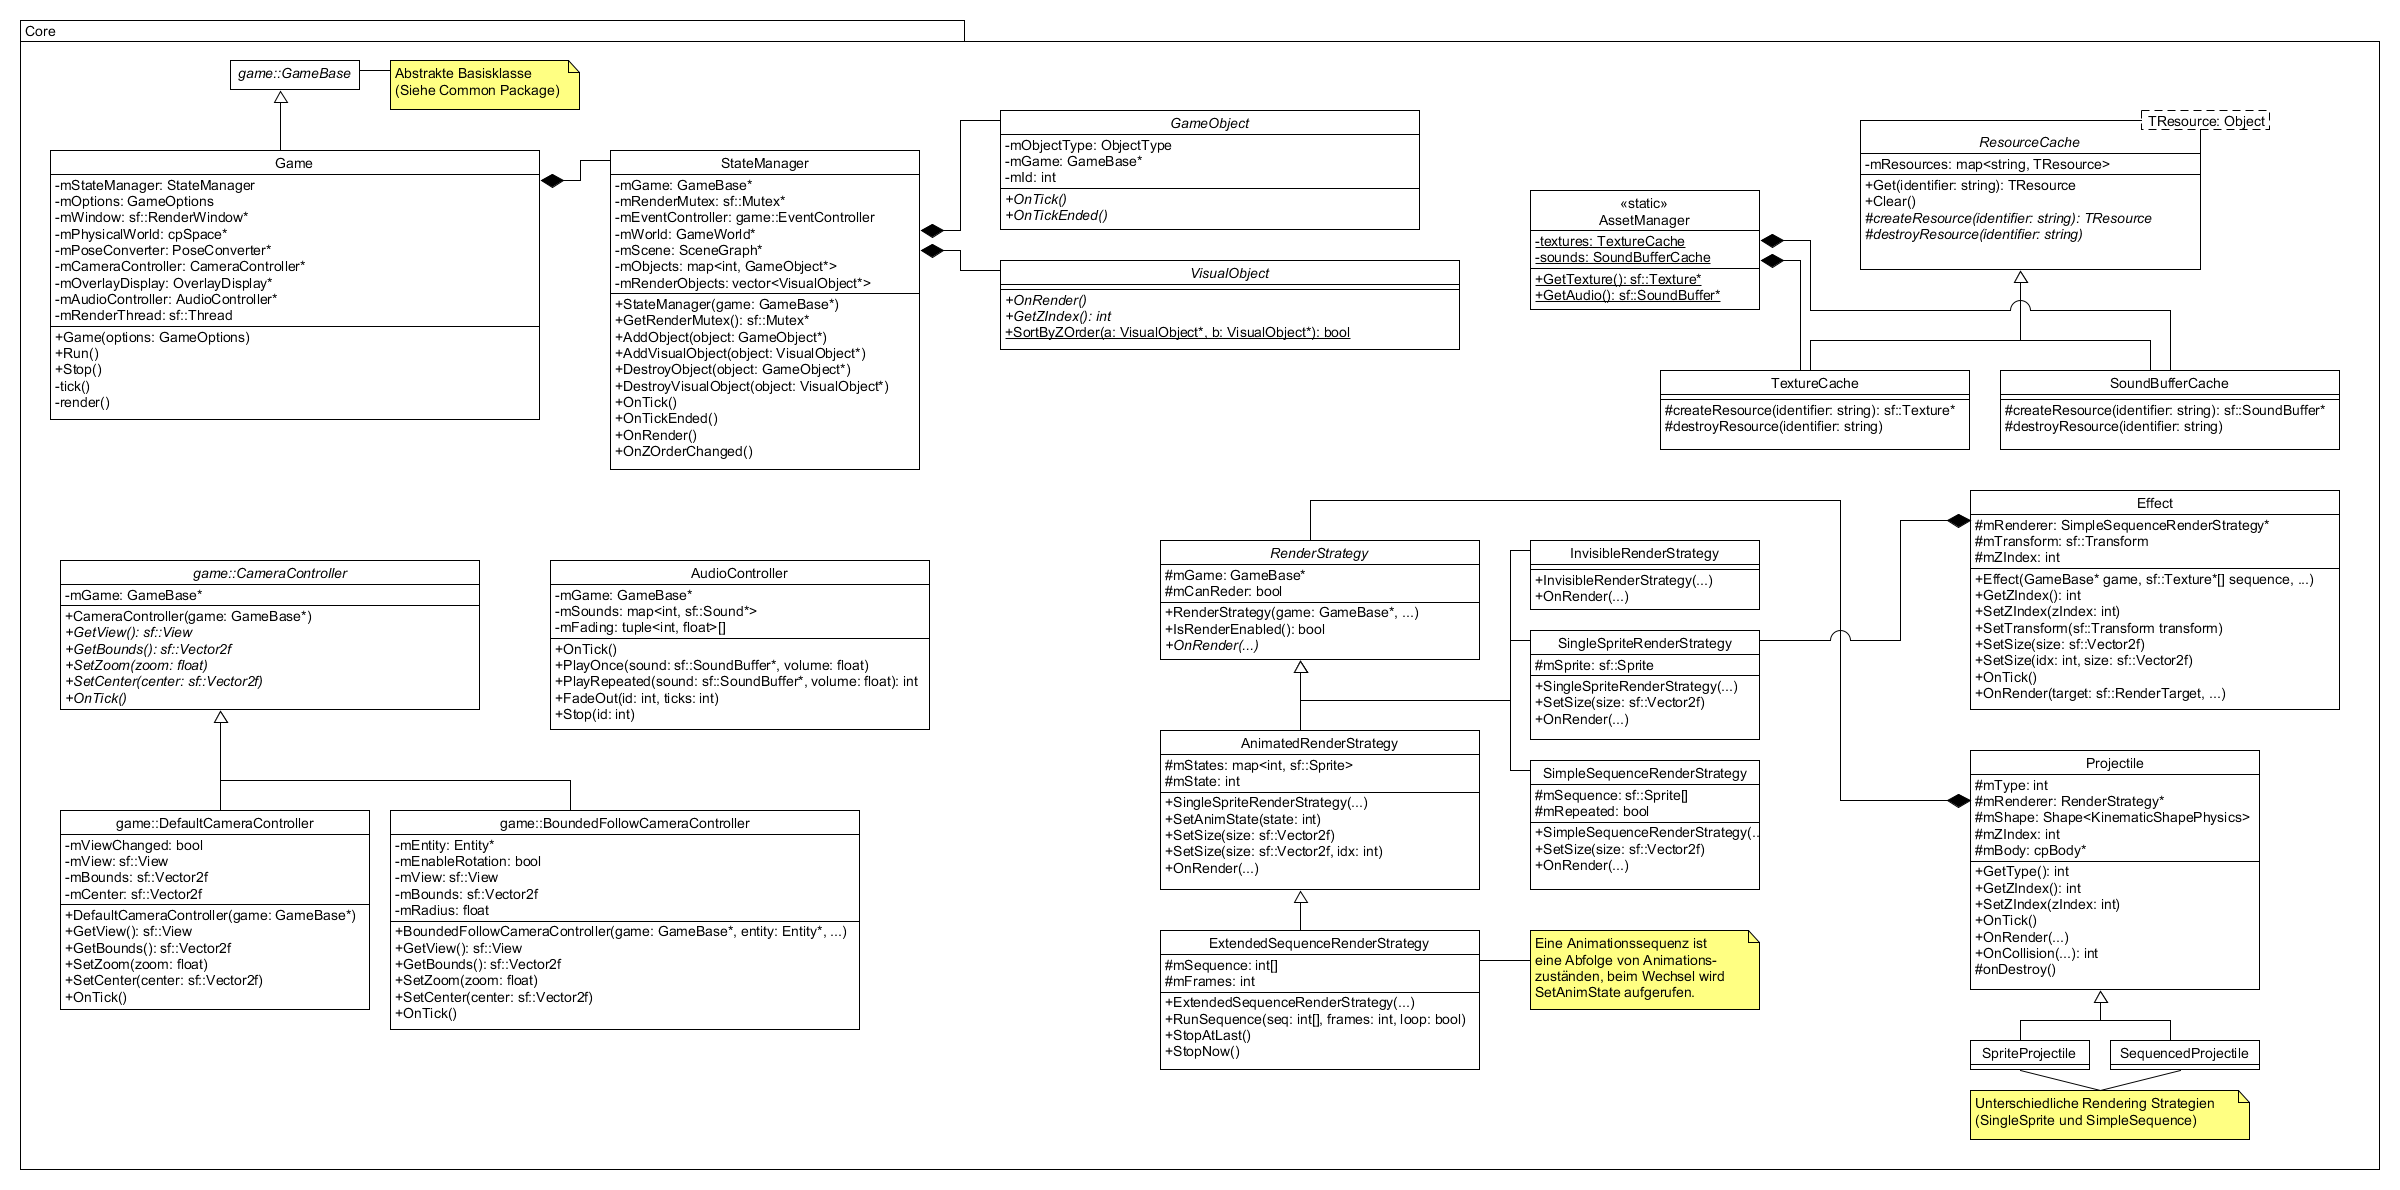 Core
game::GameBase
Abstrakte Basisklasse
(Siehe Common Package)
Game
-mStateManager: StateManager
-mOptions: GameOptions
-mWindow: sf::RenderWindow*
-mPhysicalWorld: cpSpace*
-mPoseConverter: PoseConverter*
-mCameraController: CameraController*
-mOverlayDisplay: OverlayDisplay*
-mAudioController: AudioController*
-mRenderThread: sf::Thread
+Game(options: GameOptions)
+Run()
+Stop()
-tick()
-render()
StateManager
-mGame: GameBase*
-mRenderMutex: sf::Mutex*
-mEventController: game::EventController
-mWorld: GameWorld*
-mScene: SceneGraph*
-mObjects: map<int, GameObject*>
-mRenderObjects: vector<VisualObject*>
+StateManager(game: GameBase*)
+GetRenderMutex(): sf::Mutex*
+AddObject(object: GameObject*)
+AddVisualObject(object: VisualObject*)
+DestroyObject(object: GameObject*)
+DestroyVisualObject(object: VisualObject*)
+OnTick()
+OnTickEnded()
+OnRender()
+OnZOrderChanged()
GameObject
-mObjectType: ObjectType
-mGame: GameBase*
-mId: int
+OnTick()
+OnTickEnded()
VisualObject
+OnRender()
+GetZIndex(): int
+SortByZOrder(a: VisualObject*, b: VisualObject*): bool
«static»
AssetManager
-textures: TextureCache
-sounds: SoundBufferCache
+GetTexture(): sf::Texture*
+GetAudio(): sf::SoundBuffer*
TResource: Object
ResourceCache
-mResources: map<string, TResource>
+Get(identifier: string): TResource
+Clear()
#createResource(identifier: string): TResource
#destroyResource(identifier: string)
TextureCache
#createResource(identifier: string): sf::Texture*
#destroyResource(identifier: string)
SoundBufferCache
#createResource(identifier: string): sf::SoundBuffer*
#destroyResource(identifier: string)
game::CameraController
-mGame: GameBase*
+CameraController(game: GameBase*)
+GetView(): sf::View
+GetBounds(): sf::Vector2f
+SetZoom(zoom: float)
+SetCenter(center: sf::Vector2f)
+OnTick()
AudioController
-mGame: GameBase*
-mSounds: map<int, sf::Sound*>
-mFading: tuple<int, float>[]
+OnTick()
+PlayOnce(sound: sf::SoundBuffer*, volume: float)
+PlayRepeated(sound: sf::SoundBuffer*, volume: float): int
+FadeOut(id: int, ticks: int)
+Stop(id: int)
game::DefaultCameraController
-mViewChanged: bool
-mView: sf::View
-mBounds: sf::Vector2f
-mCenter: sf::Vector2f
+DefaultCameraController(game: GameBase*)
+GetView(): sf::View
+GetBounds(): sf::Vector2f
+SetZoom(zoom: float)
+SetCenter(center: sf::Vector2f)
+OnTick()
game::BoundedFollowCameraController
-mEntity: Entity*
-mEnableRotation: bool
-mView: sf::View
-mBounds: sf::Vector2f
-mRadius: float
+BoundedFollowCameraController(game: GameBase*, entity: Entity*, ...)
+GetView(): sf::View
+GetBounds(): sf::Vector2f
+SetZoom(zoom: float)
+SetCenter(center: sf::Vector2f)
+OnTick()
RenderStrategy
#mGame: GameBase*
#mCanReder: bool
+RenderStrategy(game: GameBase*, ...)
+IsRenderEnabled(): bool
+OnRender(...)
AnimatedRenderStrategy
#mStates: map<int, sf::Sprite>
#mState: int
+SingleSpriteRenderStrategy(...)
+SetAnimState(state: int)
+SetSize(size: sf::Vector2f)
+SetSize(size: sf::Vector2f, idx: int)
+OnRender(...)
ExtendedSequenceRenderStrategy
#mSequence: int[]
#mFrames: int
+ExtendedSequenceRenderStrategy(...)
+RunSequence(seq: int[], frames: int, loop: bool)
+StopAtLast()
+StopNow()
InvisibleRenderStrategy
+InvisibleRenderStrategy(...)
+OnRender(...)
SingleSpriteRenderStrategy
#mSprite: sf::Sprite
+SingleSpriteRenderStrategy(...)
+SetSize(size: sf::Vector2f)
+OnRender(...)
SimpleSequenceRenderStrategy
#mSequence: sf::Sprite[]
#mRepeated: bool
+SimpleSequenceRenderStrategy(..
+SetSize(size: sf::Vector2f)
+OnRender(...)
Eine Animationssequenz ist
eine Abfolge von Animations-
zuständen, beim Wechsel wird
SetAnimState aufgerufen.
Effect
#mRenderer: SimpleSequenceRenderStrategy*
#mTransform: sf::Transform
#mZIndex: int
+Effect(GameBase* game, sf::Texture*[] sequence, ...)
+GetZIndex(): int
+SetZIndex(zIndex: int)
+SetTransform(sf::Transform transform)
+SetSize(size: sf::Vector2f)
+SetSize(idx: int, size: sf::Vector2f)
+OnTick()
+OnRender(target: sf::RenderTarget, ...)
Projectile
#mType: int
#mRenderer: RenderStrategy*
#mShape: Shape<KinematicShapePhysics>
#mZIndex: int
#mBody: cpBody*
+GetType(): int
+GetZIndex(): int
+SetZIndex(zIndex: int)
+OnTick()
+OnRender(...)
+OnCollision(...): int
#onDestroy()
SpriteProjectile
SequencedProjectile
Unterschiedliche Rendering Strategien
(SingleSprite und SimpleSequence)